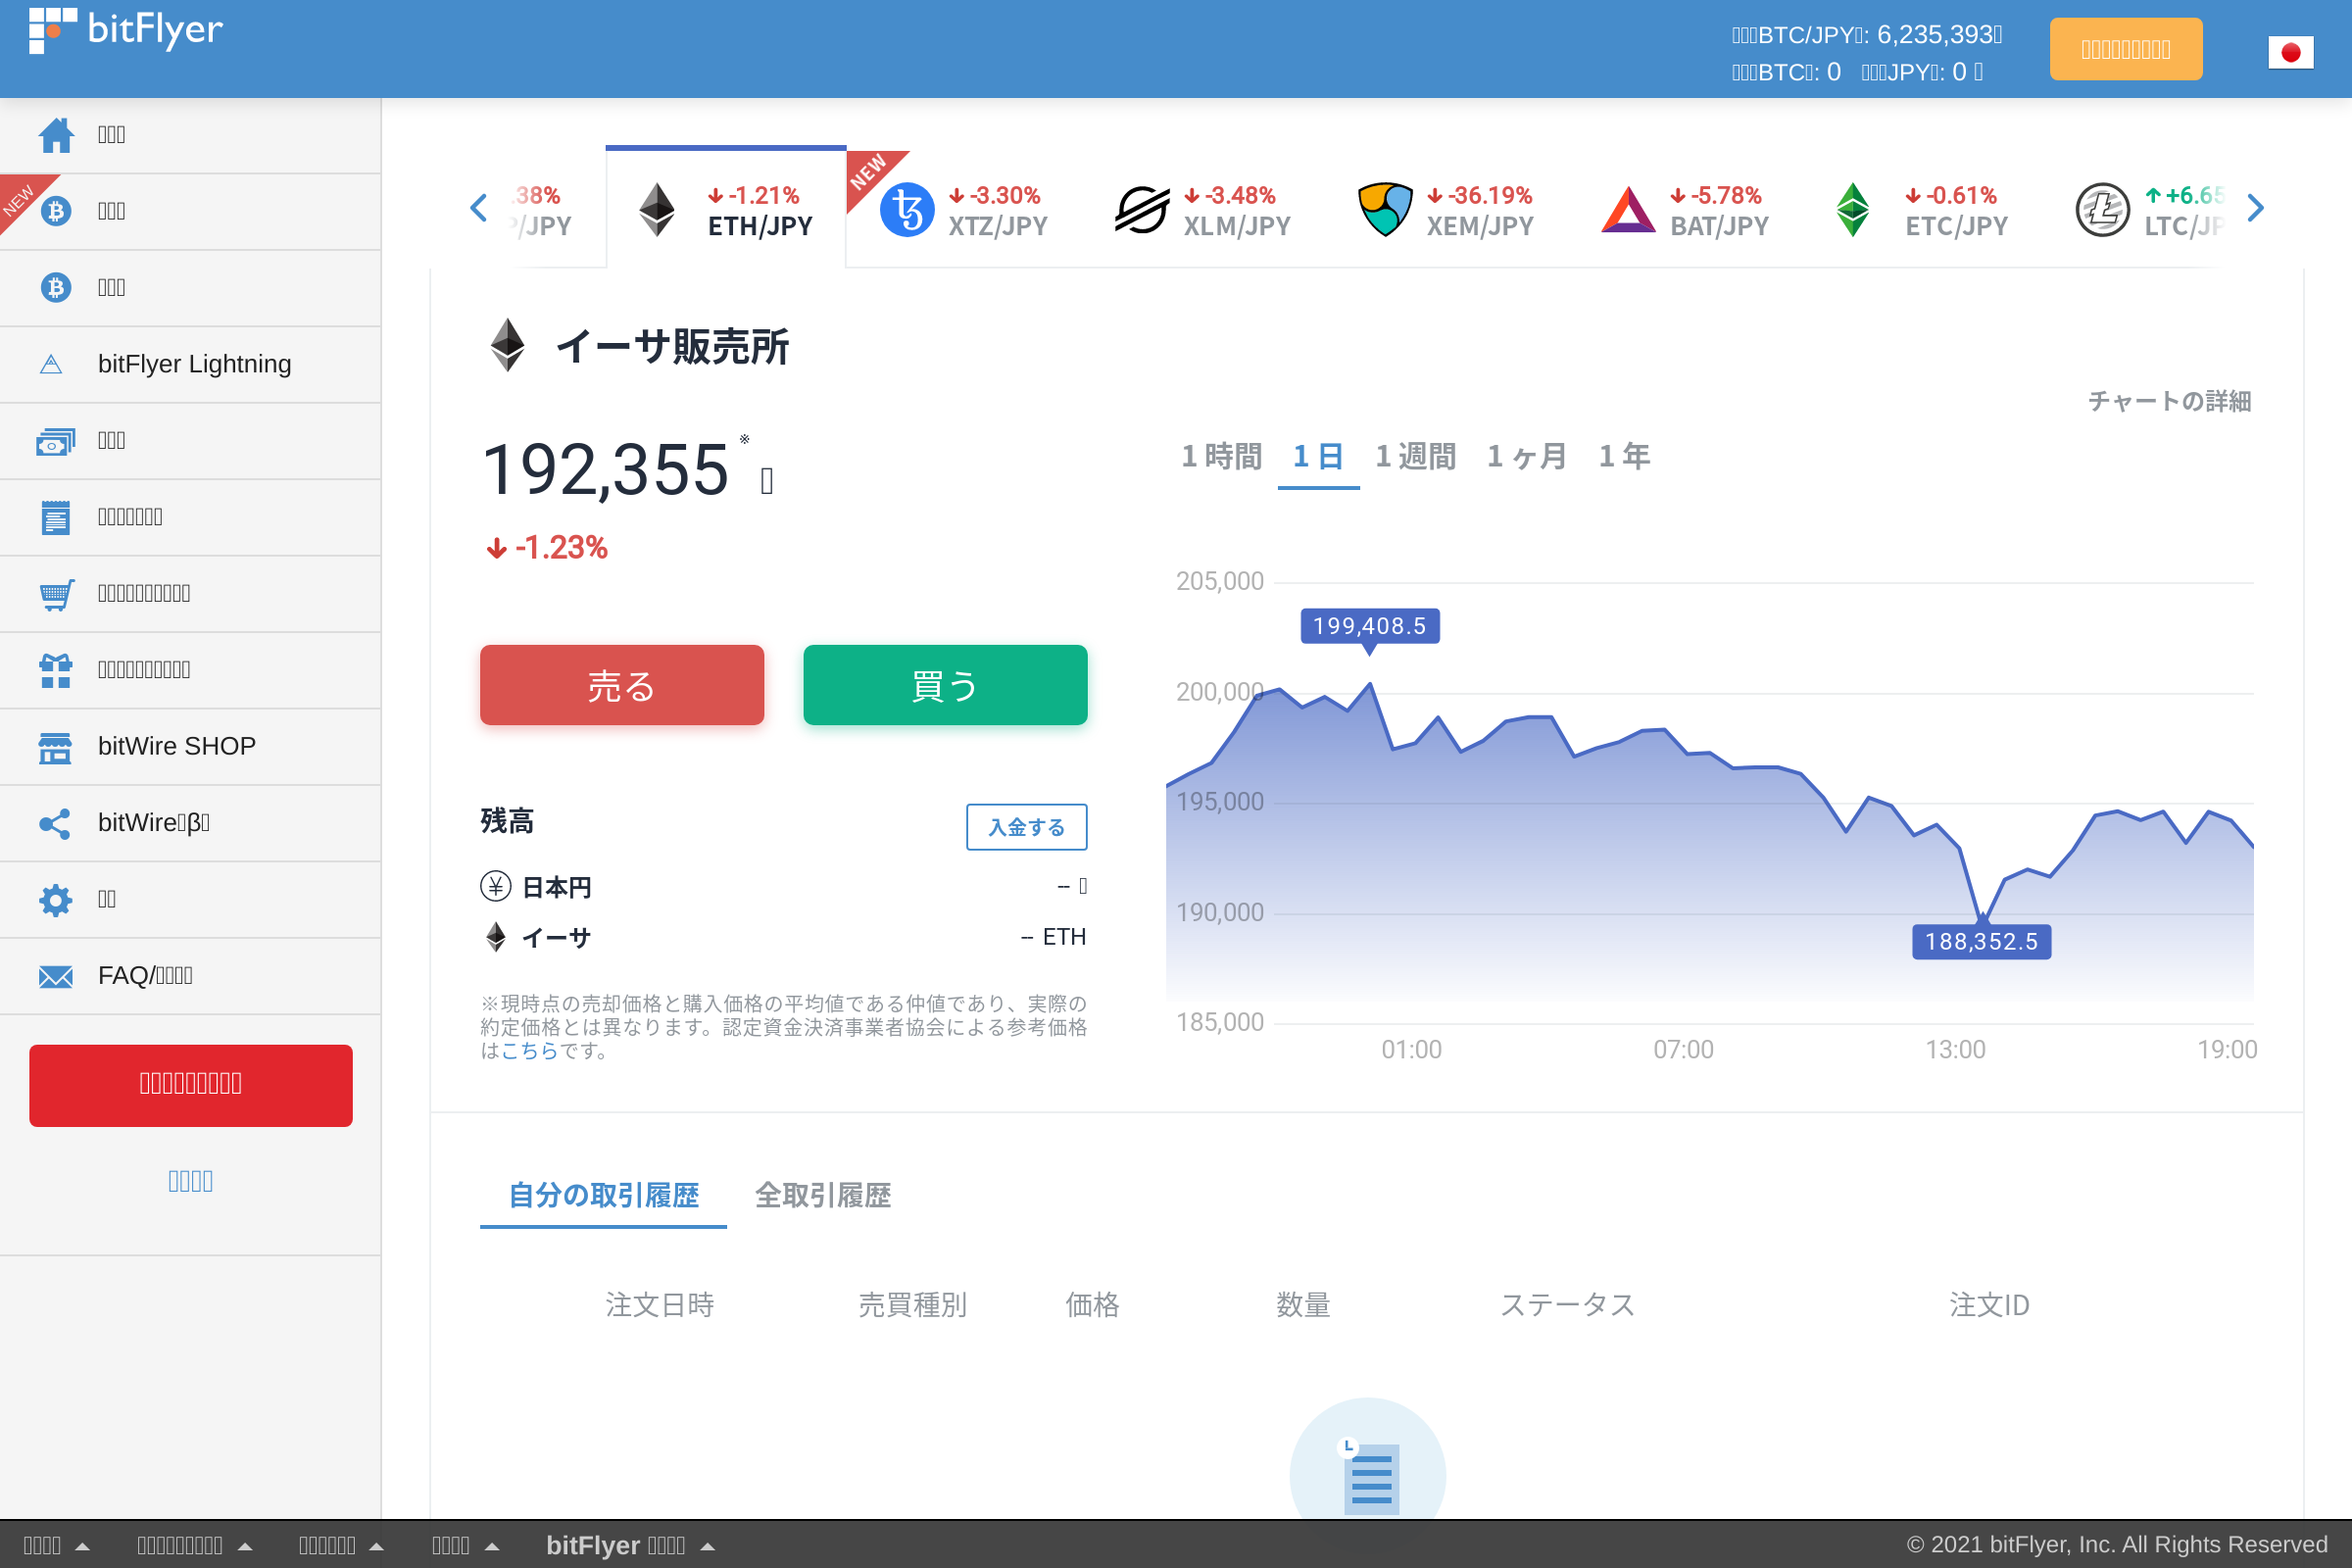 bitFlyer
BTC/JPY : 6,235,393
BTC : 0 JPY : 0
NEW
bitFlyer Lightning
bitWire SHOP
bitWire β
FAQ/
.38%
/JPY
-1.21%
ETH/JPY
NEW
-3.30%
XTZ/JPY
-3.48%
XLM/JPY
-36.19%
XEM/JPY
-5.78%
BAT/JPY
-0.61%
ETC/JPY
+6.65
LTC/JP
イーサ販売所
チャートの詳細
192,355 ※
-1.23%
1 時間 1 日 1 週間 1 ヶ月 1 年
売る 買う
残高 入金する
日本円 --
イーサ -- ETH
※現時点の売却価格と購入価格の平均値である仲値であり、実際の
約定価格とは異なります。認定資金決済事業者協会による参考価格
はこちらです。
205,000
199,408.5
200,000
195,000
190,000
188,352.5
185,000
01:00 07:00 13:00 19:00
自分の取引履歴 全取引履歴
注文日時 売買種別 価格 数量 ステータス 注文ID
bitFlyer
© 2021 bitFlyer, Inc. All Rights Reserved